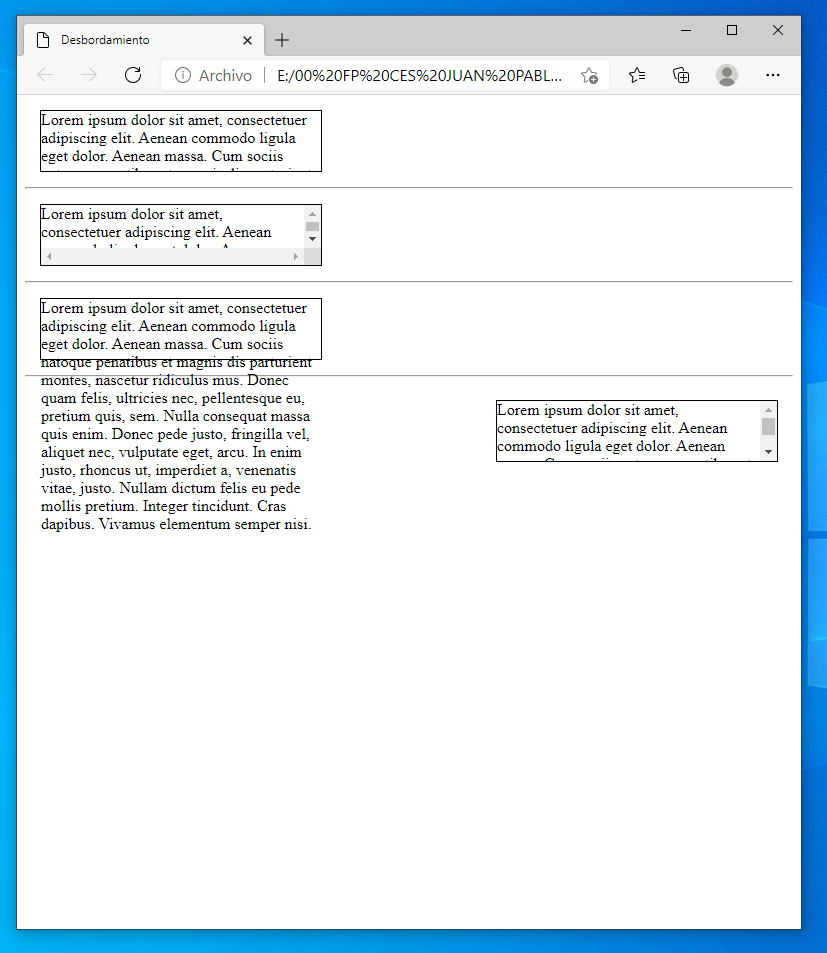 Desbordamiento
Archivo E:/00%20FP%20CES%20JUAN%20PABL...
Lorem ipsum dolor sit amet, consectetuer
adipiscing elit. Aenean commodo ligula
eget dolor. Aenean massa. Cum sociis
Lorem ipsum dolor sit amet,
consectetuer adipiscing elit. Aenean
Lorem ipsum dolor sit amet, consectetuer
adipiscing elit. Aenean commodo ligula
eget dolor. Aenean massa. Cum sociis
natoque penatibus et magnis dis parturient
montes, nascetur ridiculus mus. Donec
quam felis, ultricies nec, pellentesque eu,
pretium quis, sem. Nulla consequat massa
quis enim. Donec pede justo, fringilla vel,
aliquet nec, vulputate eget, arcu. In enim
justo, rhoncus ut, imperdiet a, venenatis
vitae, justo. Nullam dictum felis eu pede
mollis pretium. Integer tincidunt. Cras
dapibus. Vivamus elementum semper nisi.
Lorem ipsum dolor sit amet,
consectetuer adipiscing elit. Aenean
commodo ligula eget dolor. Aenean